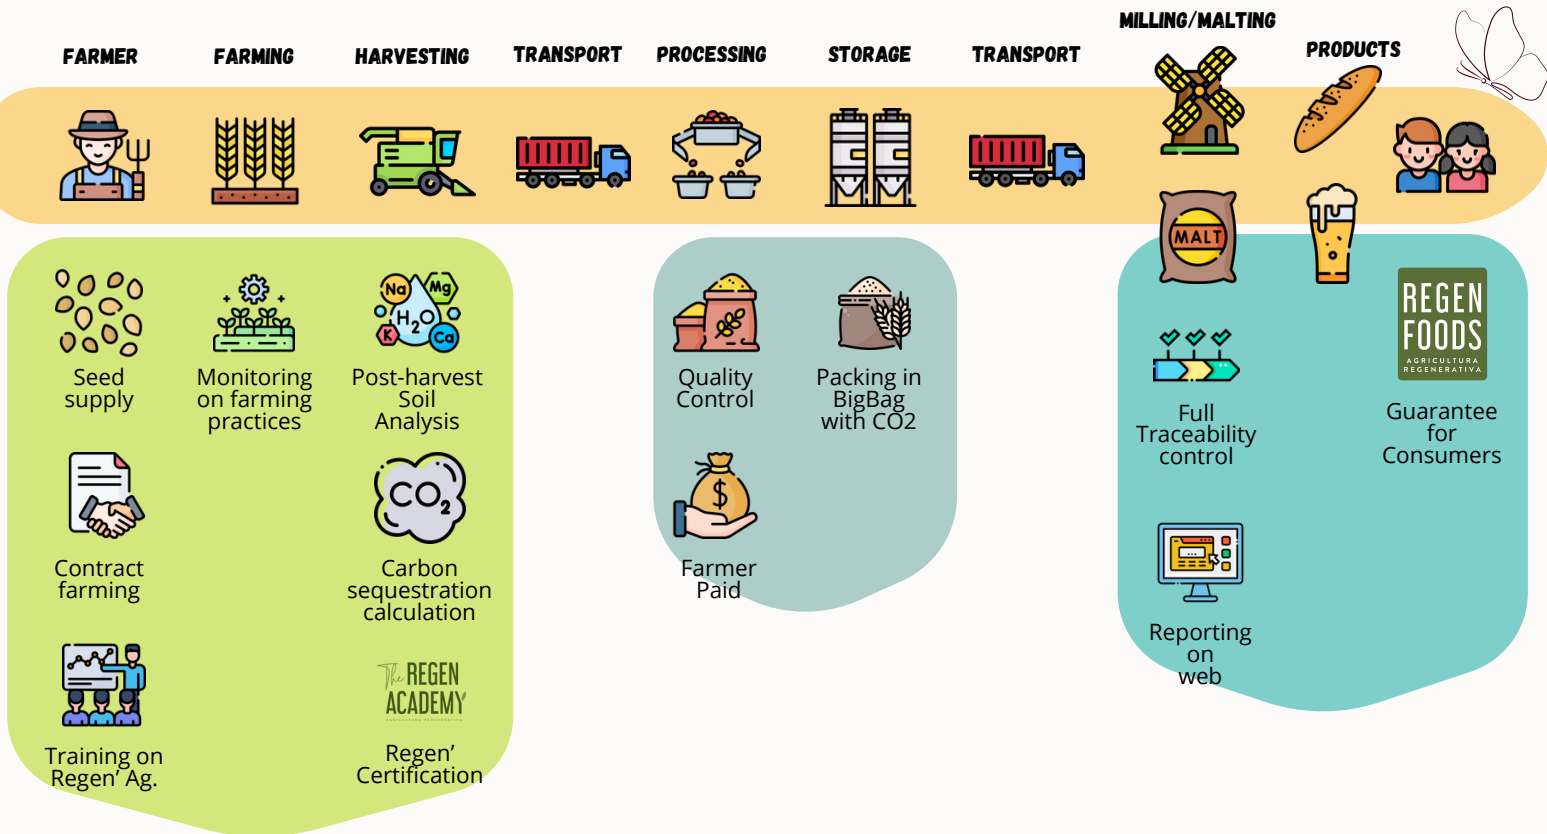 MILLING/MALTING
FARMER
FARMING
HARVESTING
TRANSPORT
PROCESSING
STORAGE
TRANSPORT
PRODUCTS
MALT
Seed
supply
Monitoring
on farming
practices
Na
Mg
H2O
K
Ca
Post-harvest
Soil
Analysis
Quality
Control
Packing in
BigBag
with CO2
Full
Traceability
control
REGEN
FOODS
AGRICULTURA
REGENERATIVA
Guarantee
for
Consumers
Contract
farming
CO2
Carbon
sequestration
calculation
$
Farmer
Paid
Reporting
on
web
Training on
Regen’ Ag.
The REGEN
ACADEMY
AGRICULTURA REGENERATIVA
Regen’
Certification